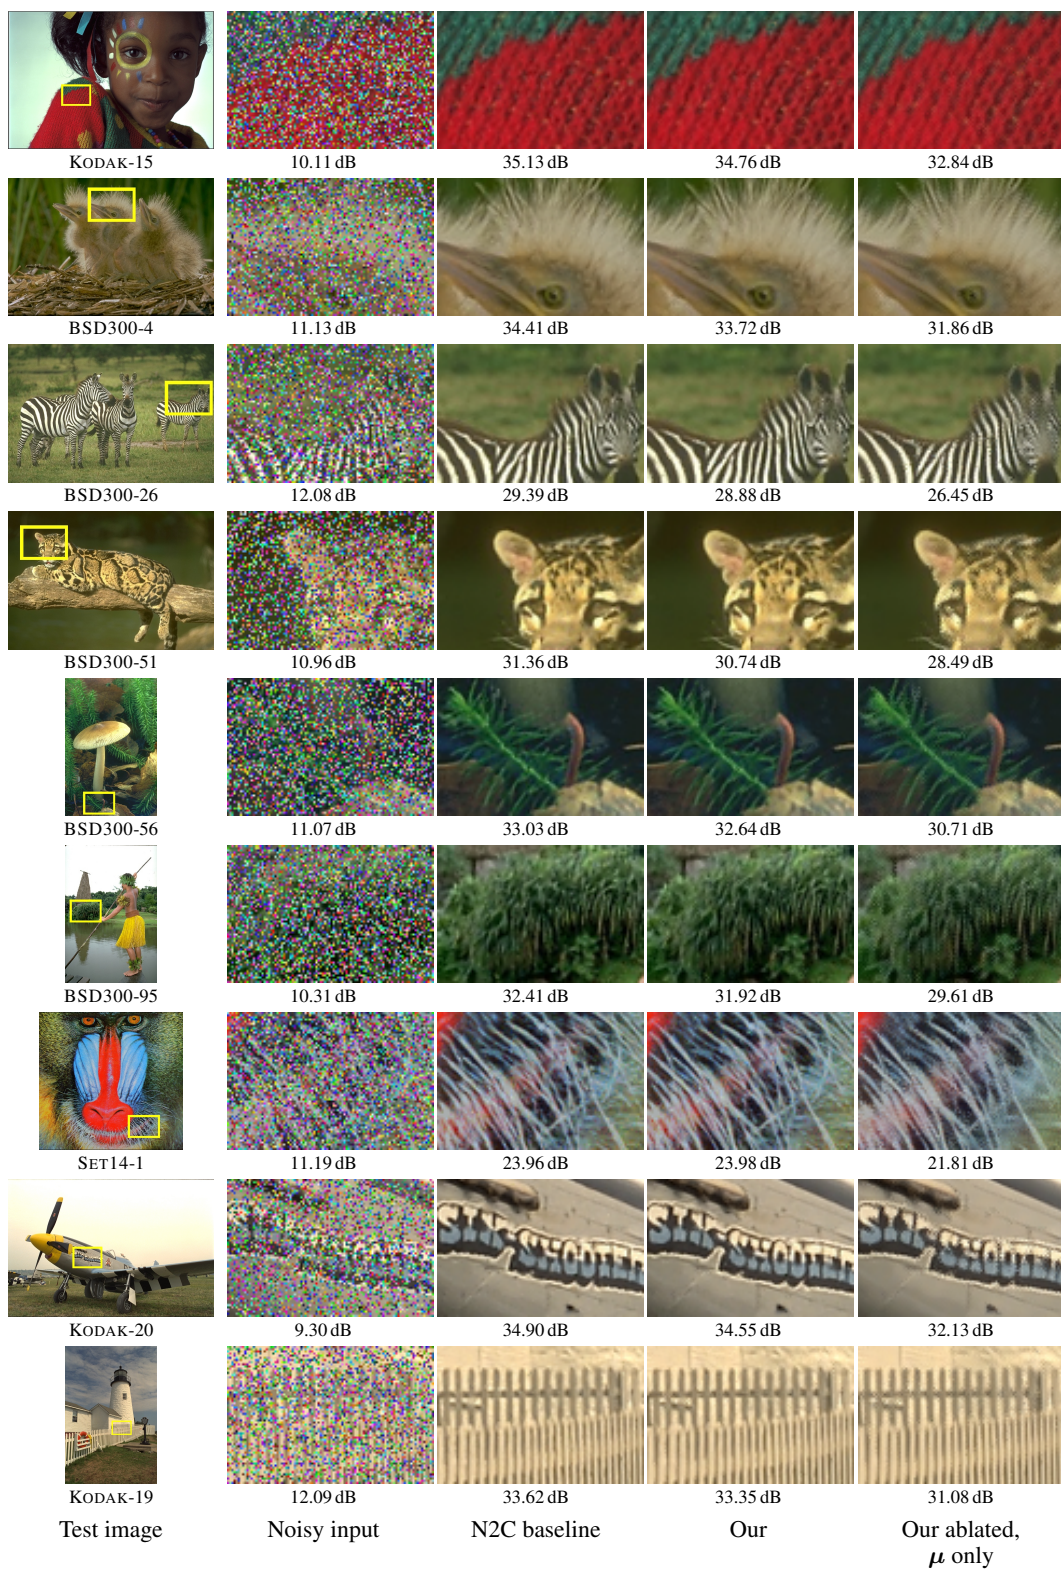 KODAK-15 10.11 dB 35.13 dB 34.76 dB 32.84 dB
BSD300-4 11.13 dB 34.41 dB 33.72 dB 31.86 dB
BSD300-26 12.08 dB 29.39 dB 28.88 dB 26.45 dB
BSD300-51 10.96 dB 31.36 dB 30.74 dB 28.49 dB
BSD300-56 11.07 dB 33.03 dB 32.64 dB 30.71 dB
BSD300-95 10.31 dB 32.41 dB 31.92 dB 29.61 dB
SET14-1 11.19 dB 23.96 dB 23.98 dB 21.81 dB
KODAK-20 9.30 dB 34.90 dB 34.55 dB 32.13 dB
KODAK-19 12.09 dB 33.62 dB 33.35 dB 31.08 dB
Test image Noisy input N2C baseline Our Our ablated,
μ only